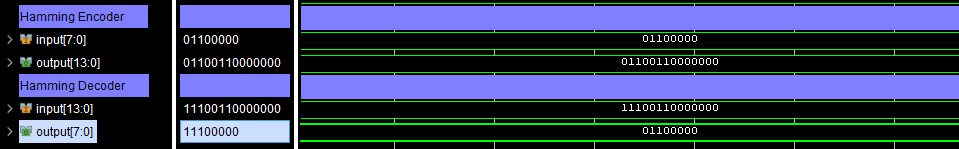 Hamming Encoder
input[7:0] 01100000 01100000
output[13:0] 01100110000000 01100110000000
Hamming Decoder
input[13:0] 11100110000000 11100110000000
output[7:0] 11100000 01100000